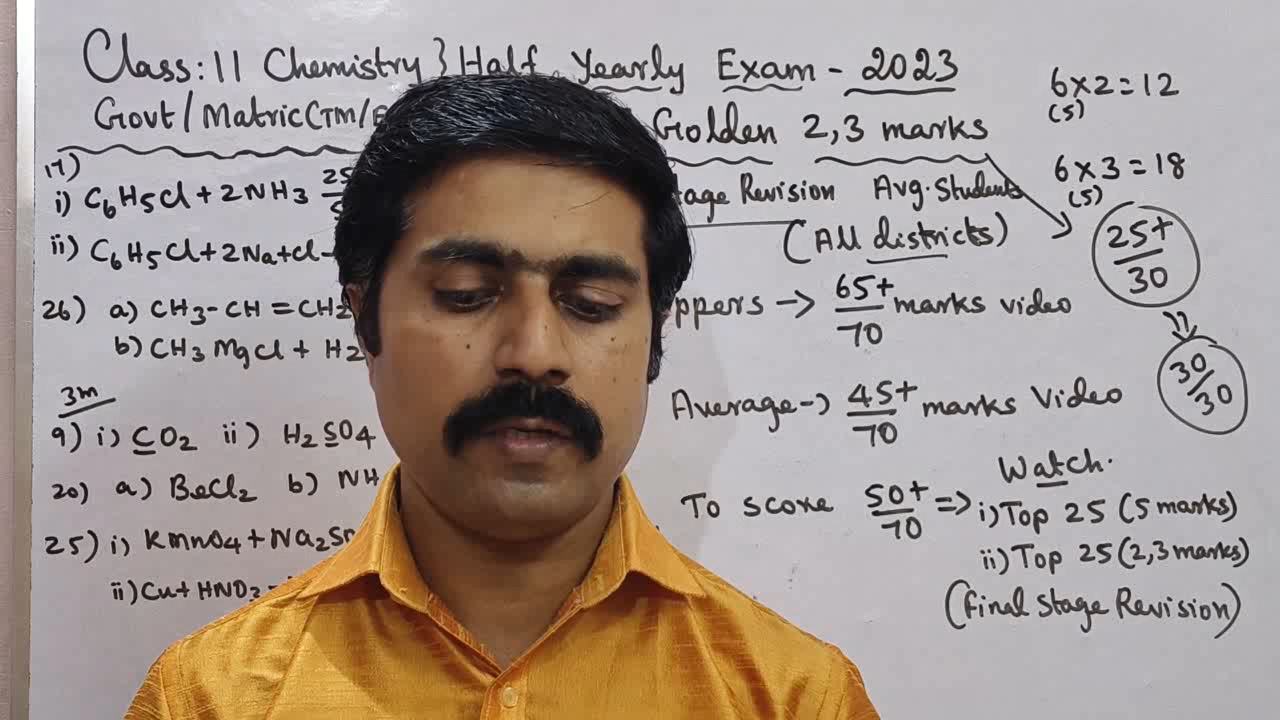 Class: 11 Chemistry } Half Yearly Exam - 2023
Govt / Matric (TM/E Golden 2,3 marks
6×2=12
(5)
6×3=18
(5)
Revision Avg. Students
(All districts)
25+/30
30/30
17)
i) C6H5Cl + 2NH3
ii) C6H5Cl + 2Na + Cl-
26) a) CH3-CH=CH2
b) CH3MgCl + H2
3m
9) i) CO2 ii) H2SO4
20) a) BeCl2 b) NH
25) i) KmnO4 + Na2Sn
ii) Cu + HNO3
ppers → 65+/70 marks video
Average → 45+/70 marks Video
To score 50+/70 ⇒
Watch.
i) Top 25 (5 marks)
ii) Top 25 (2,3 marks)
(Final Stage Revision)